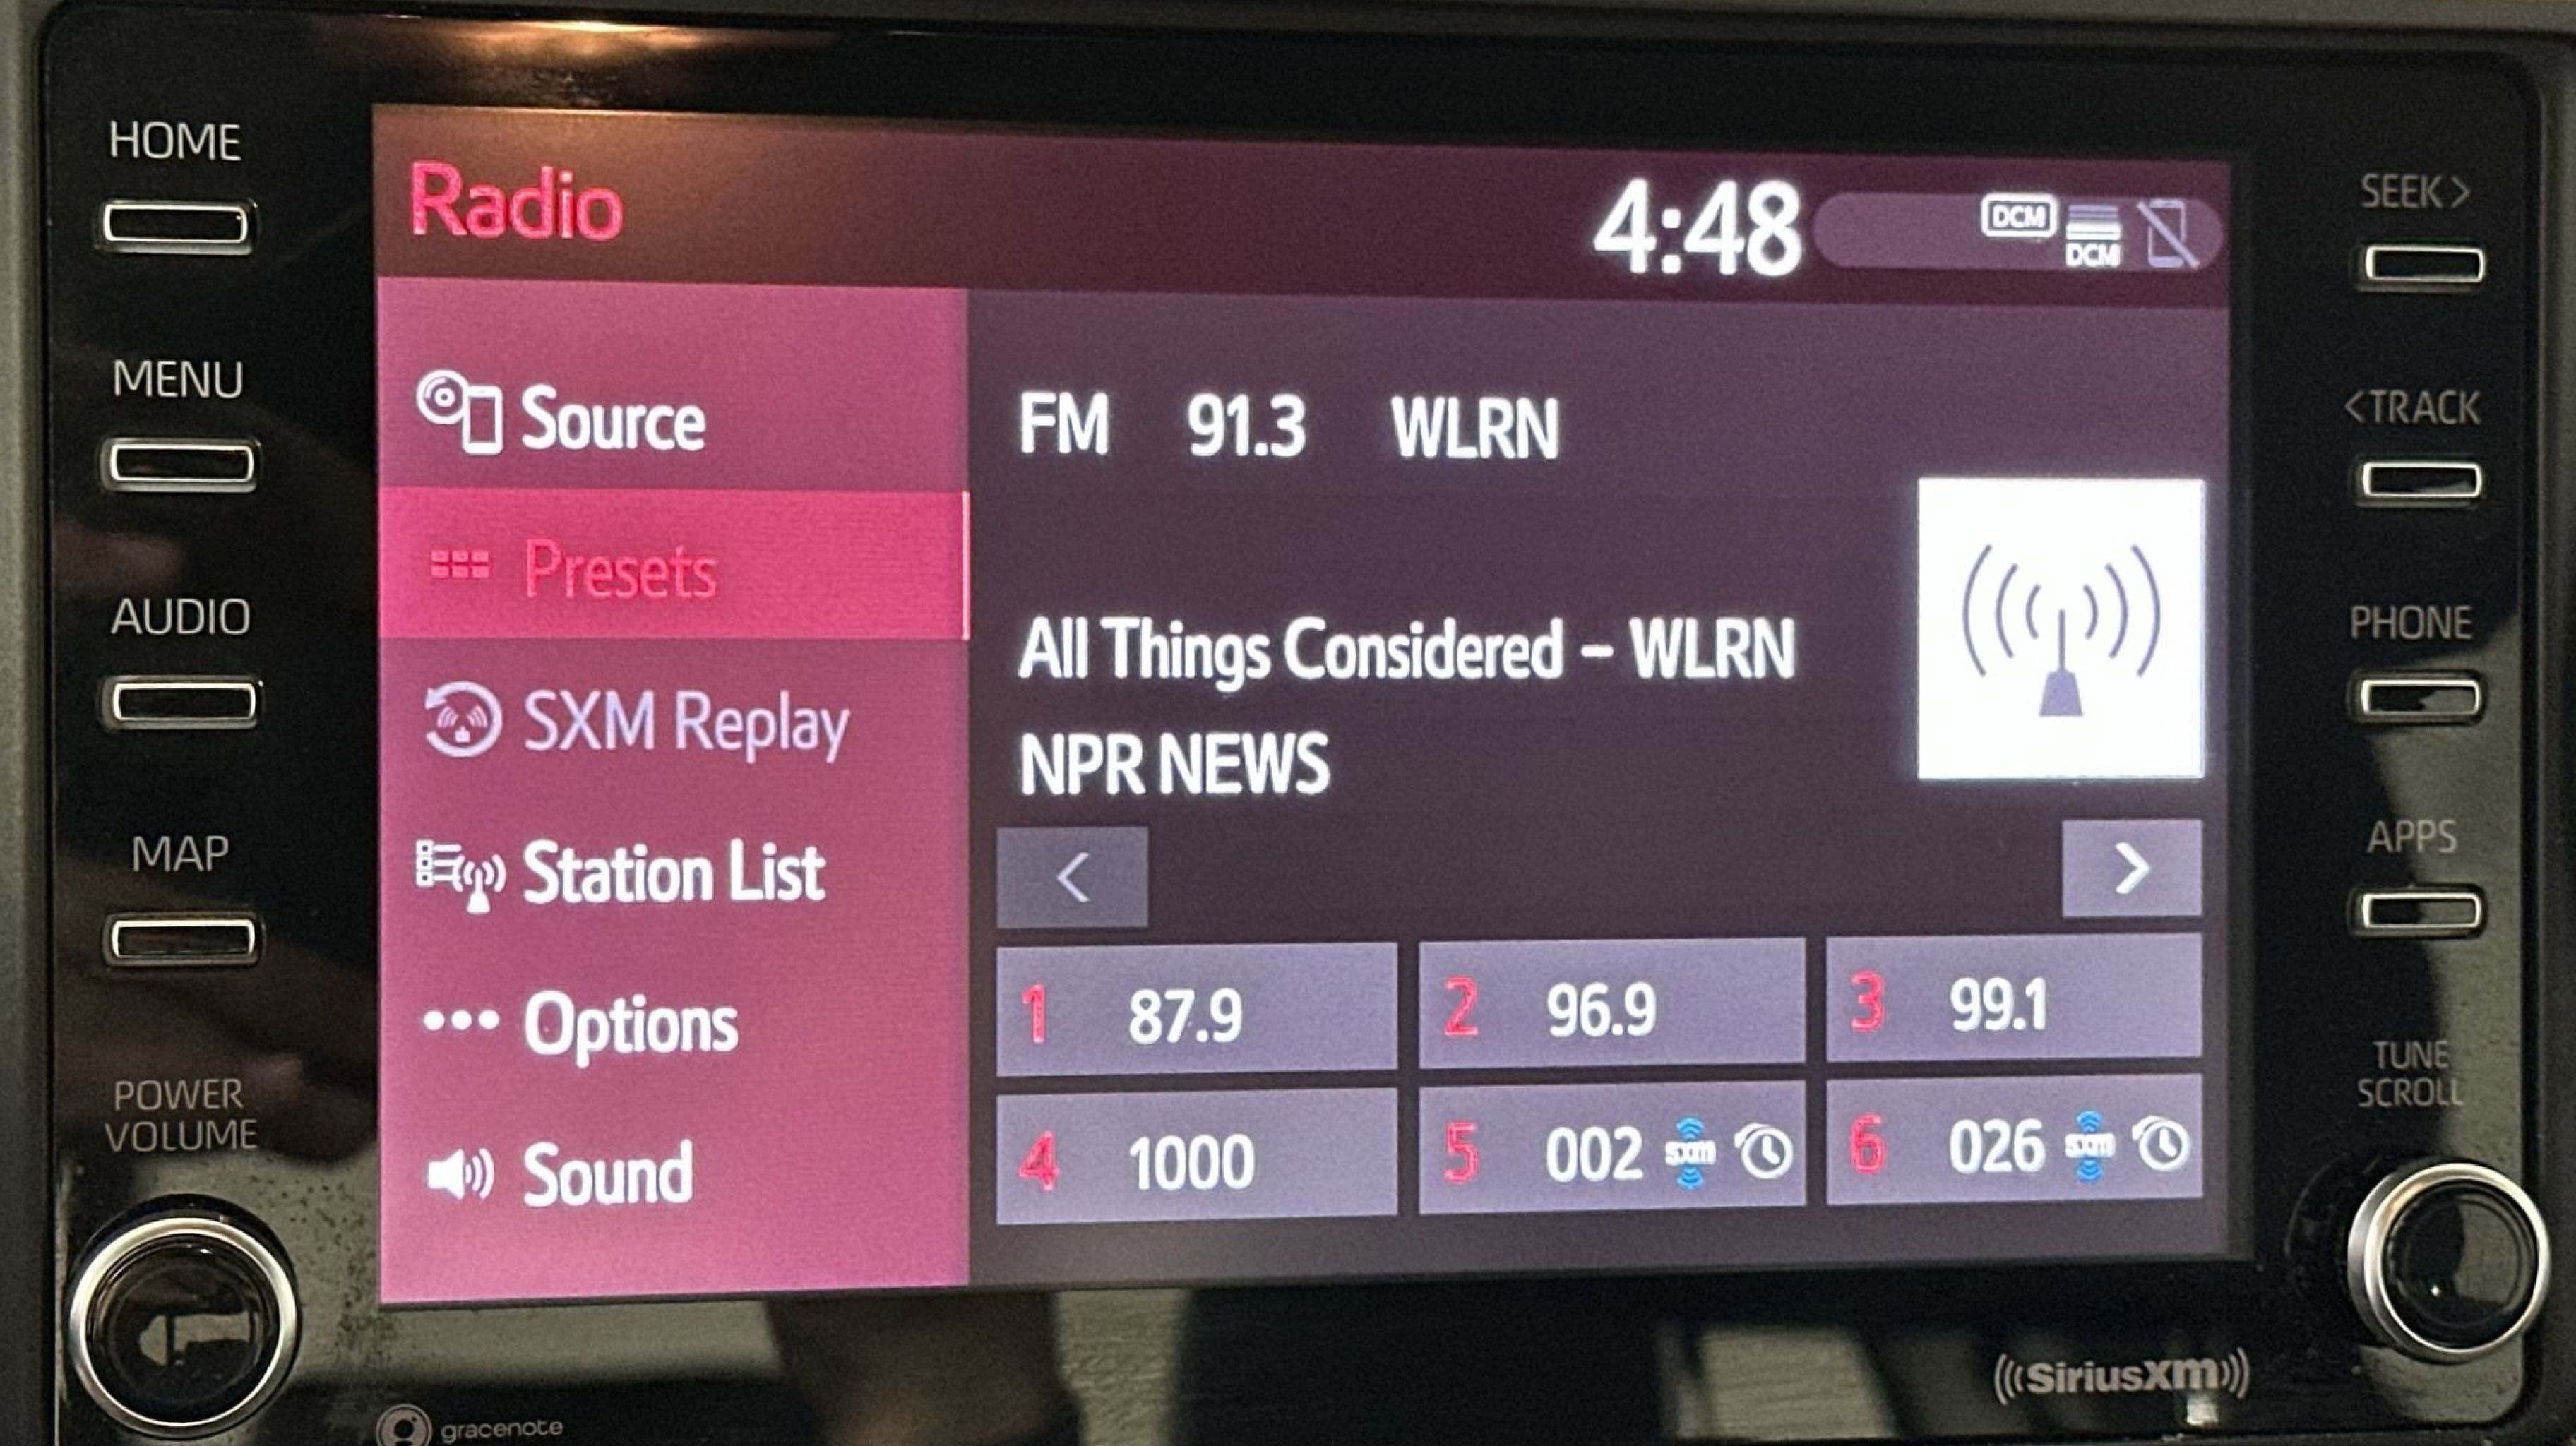 HOME
MENU
AUDIO
MAP
POWER
VOLUME
Radio
4:48
DCM
DCM
Source
Presets
SXM Replay
Station List
Options
Sound
FM 91.3 WLRN
All Things Considered – WLRN
NPR NEWS
<
>
1 87.9
2 96.9
3 99.1
4 1000
5 002 sxm
6 026 sxm
SEEK >
< TRACK
PHONE
APPS
TUNE
SCROLL
gracenote
(((SiriusXM)))